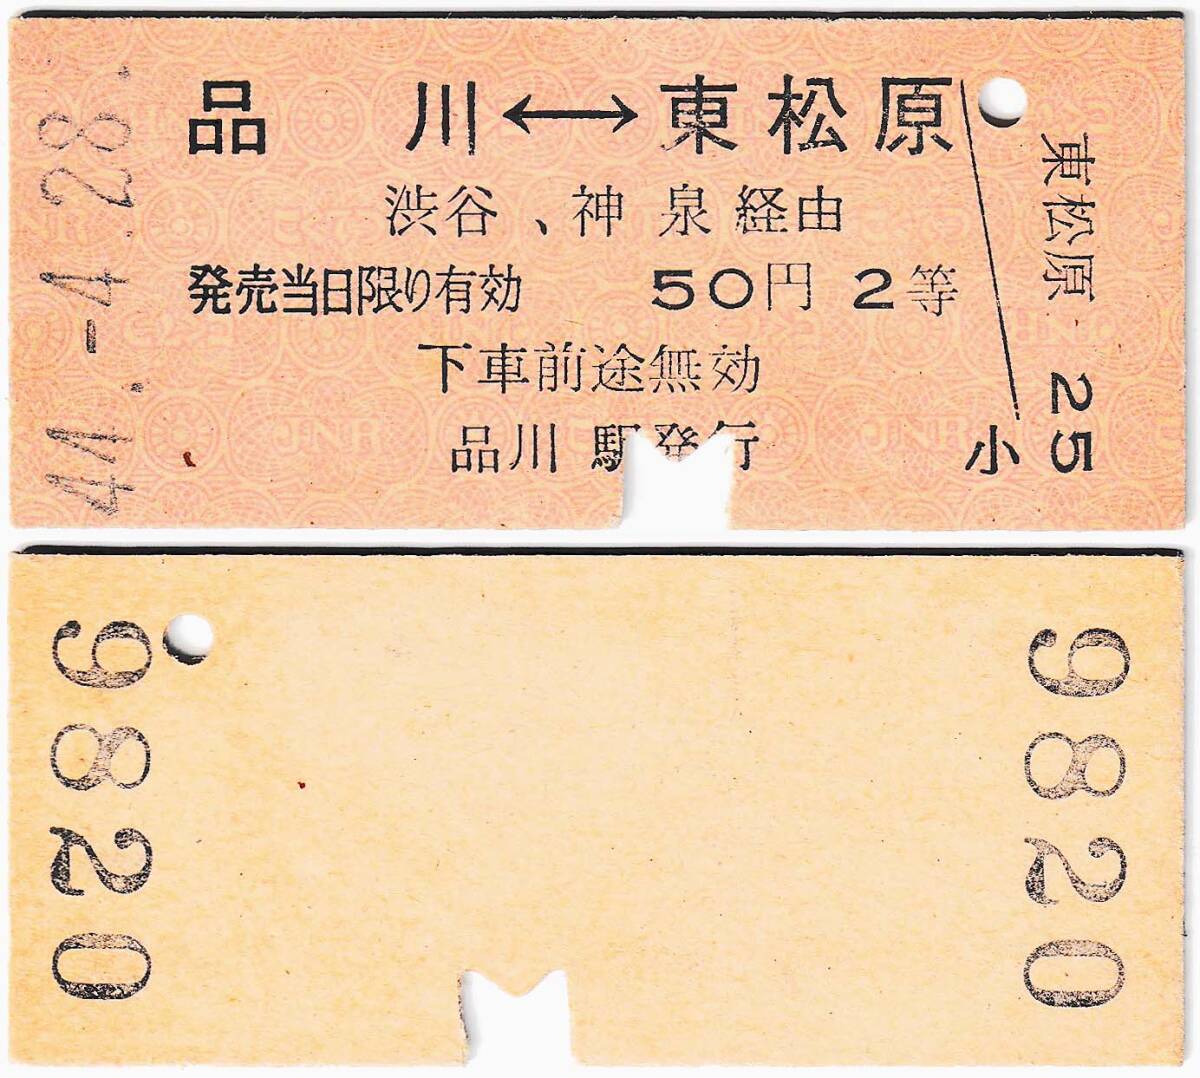 44.-4.28.
品川↔東松原
渋谷、神泉経由
発売当日限り有効 50円 2等
下車前途無効
品川駅発行
小
東松原 25
9820
9820